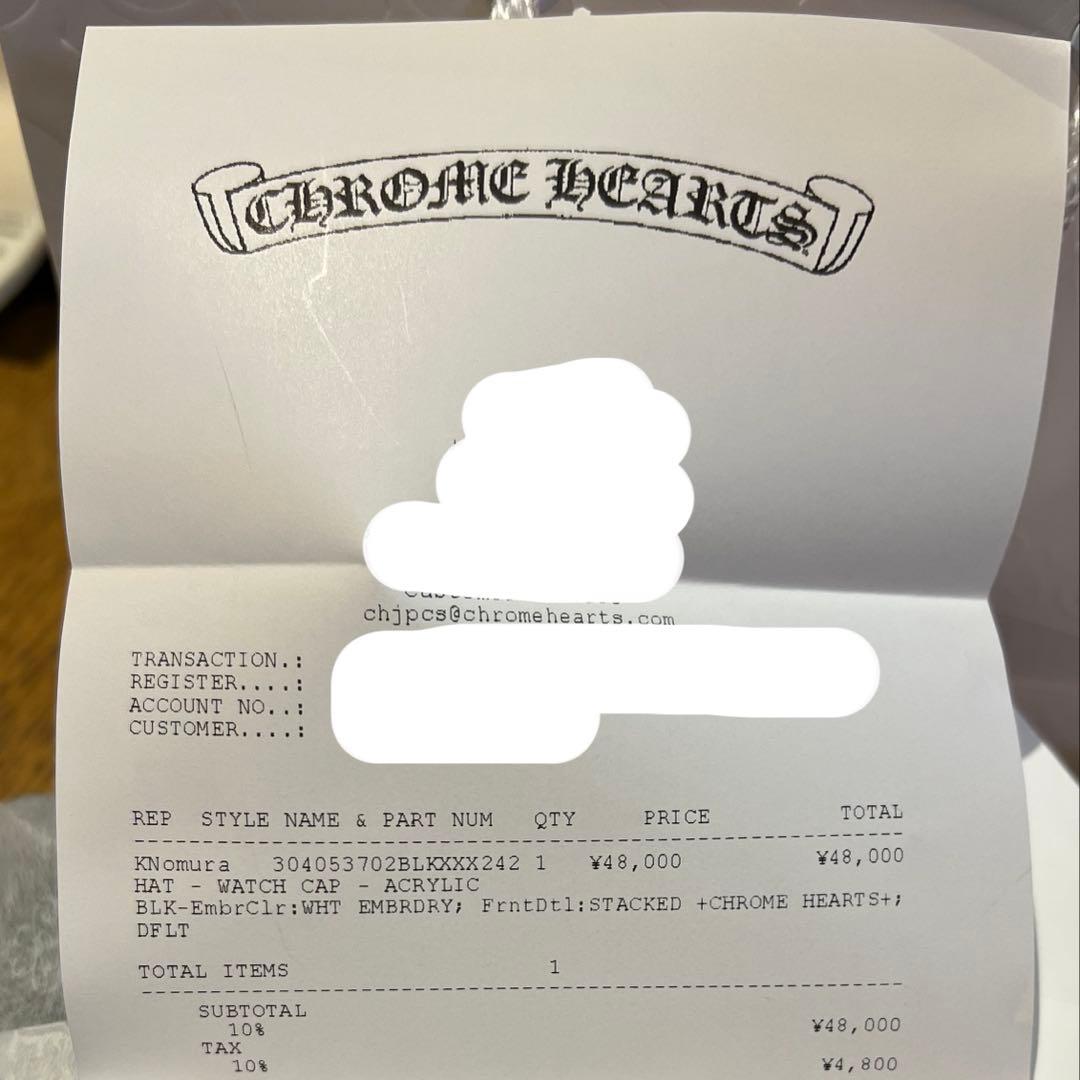 CHROME HEARTS
chjpcs@chromehearts.com
TRANSACTION.:
REGISTER....:
ACCOUNT NO..:
CUSTOMER....:
REP STYLE NAME & PART NUM QTY PRICE TOTAL
KNomura 304053702BLKXXX242 1 ¥48,000 ¥48,000
HAT - WATCH CAP - ACRYLIC
BLK-EmbrClr:WHT EMBRDRY; FrntDtl:STACKED +CHROME HEARTS+;
DFLT
TOTAL ITEMS 1
SUBTOTAL
10% ¥48,000
TAX
10% ¥4,800